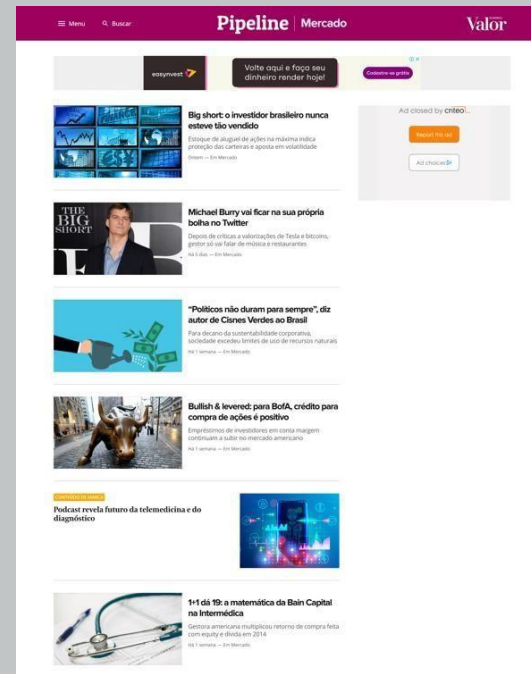 Menu
Buscar
Pipeline | Mercado
Valor
easynvest
Volte aqui e faça seu
dinheiro render hoje!
Cadastre-se grátis
Big short: o investidor brasileiro nunca
esteve tão vendido
Estoque de aluguel de ações na máxima indica
proteção das carteiras e aposta em volatilidade
Ontem — Em Mercado
Ad closed by criteo
Report this ad
Ad choices
THE
BIG
SHORT
Michael Burry vai ficar na sua própria
bolha no Twitter
Depois de críticas a valorizações de Tesla e bitcoins,
gestor só vai falar de música e restaurantes
Há 5 dias — Em Mercado
"Políticos não duram para sempre", diz
autor de Cisnes Verdes ao Brasil
Para decano da sustentabilidade corporativa,
sociedade excedeu limites de uso de recursos naturais
Há 1 semana — Em Mercado
Bullish & levered: para BofA, crédito para
compra de ações é positivo
Empréstimos de investidores em conta margem
continuam a subir no mercado americano
Há 1 semana — Em Mercado
CONTEÚDO DE MARCA
Podcast revela futuro da telemedicina e do
diagnóstico
1+1 dá 19: a matemática da Bain Capital
na Intermédica
Gestora americana multiplicou retorno de compra feita
com equity e dívida em 2014
Há 1 semana — Em Mercado